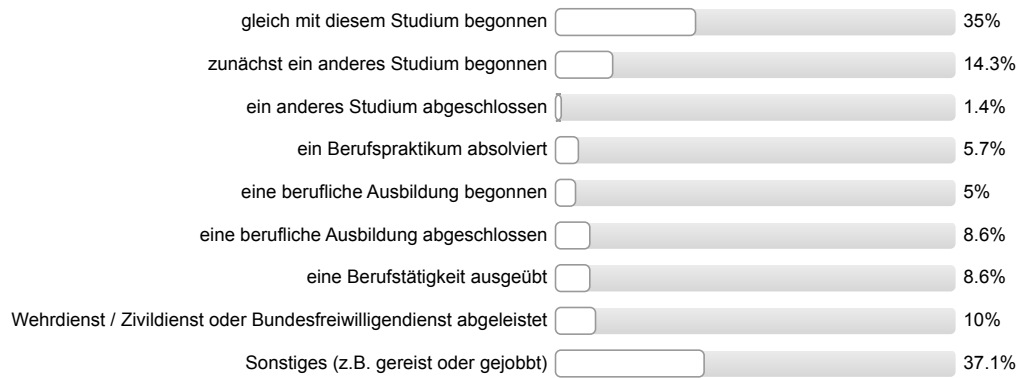 gleich mit diesem Studium begonnen 35%
zunächst ein anderes Studium begonnen 14.3%
ein anderes Studium abgeschlossen 1.4%
ein Berufspraktikum absolviert 5.7%
eine berufliche Ausbildung begonnen 5%
eine berufliche Ausbildung abgeschlossen 8.6%
eine Berufstätigkeit ausgeübt 8.6%
Wehrdienst / Zivildienst oder Bundesfreiwilligendienst abgeleistet 10%
Sonstiges (z.B. gereist oder gejobbt) 37.1%